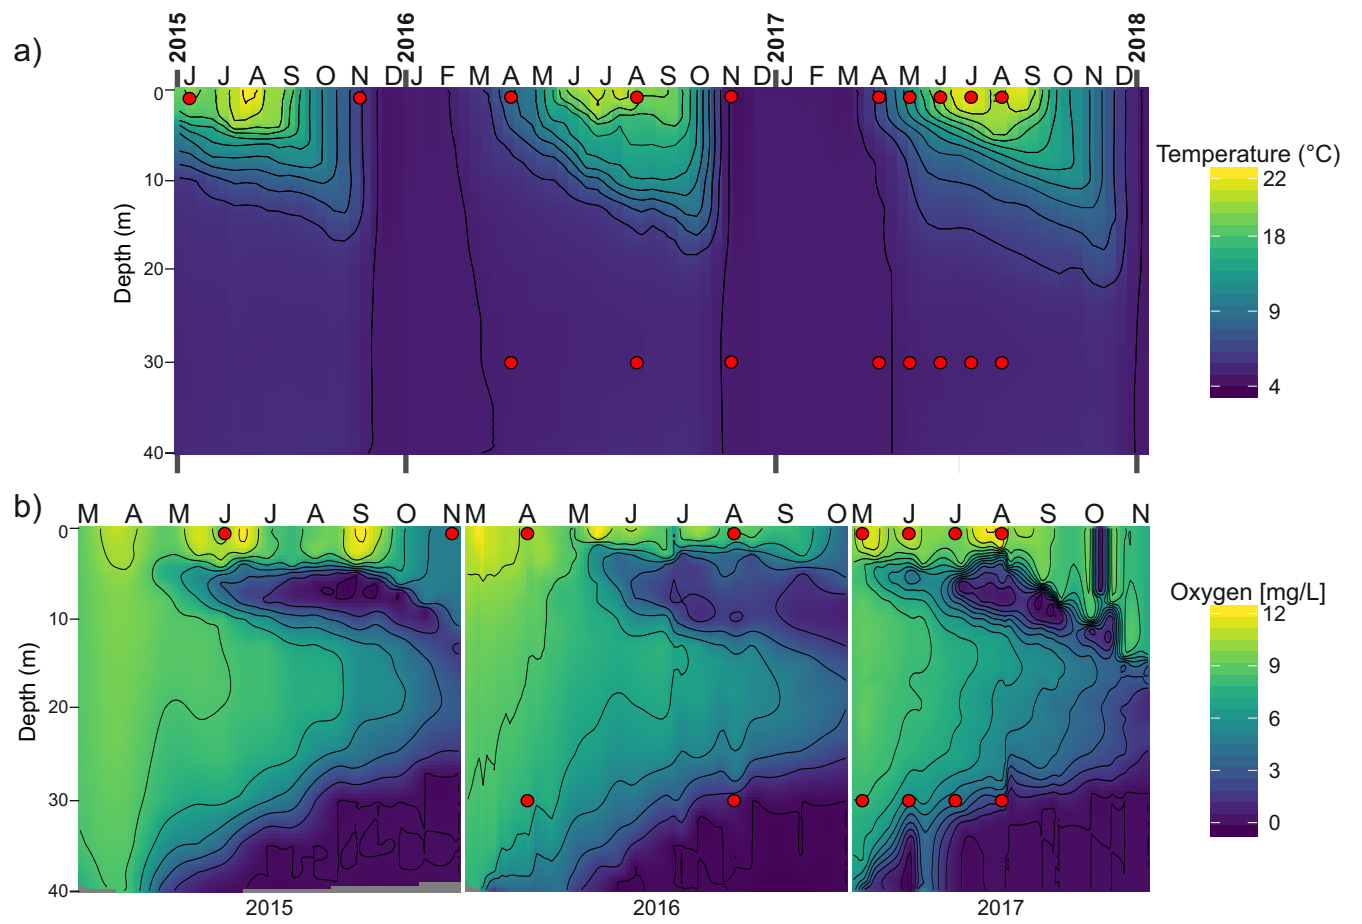 a)
2015 2016 2017 2018
J J A S O N D J F M A M J J A S O N D J F M A M J J A S O N D
0
10
20
30
40
Depth (m)
Temperature (°C)
22
18
9
4
b)
M A M J J A S O N M A M J J A S O M J J A S O N
0
10
20
30
40
Depth (m)
Oxygen [mg/L]
12
9
6
3
0
2015 2016 2017